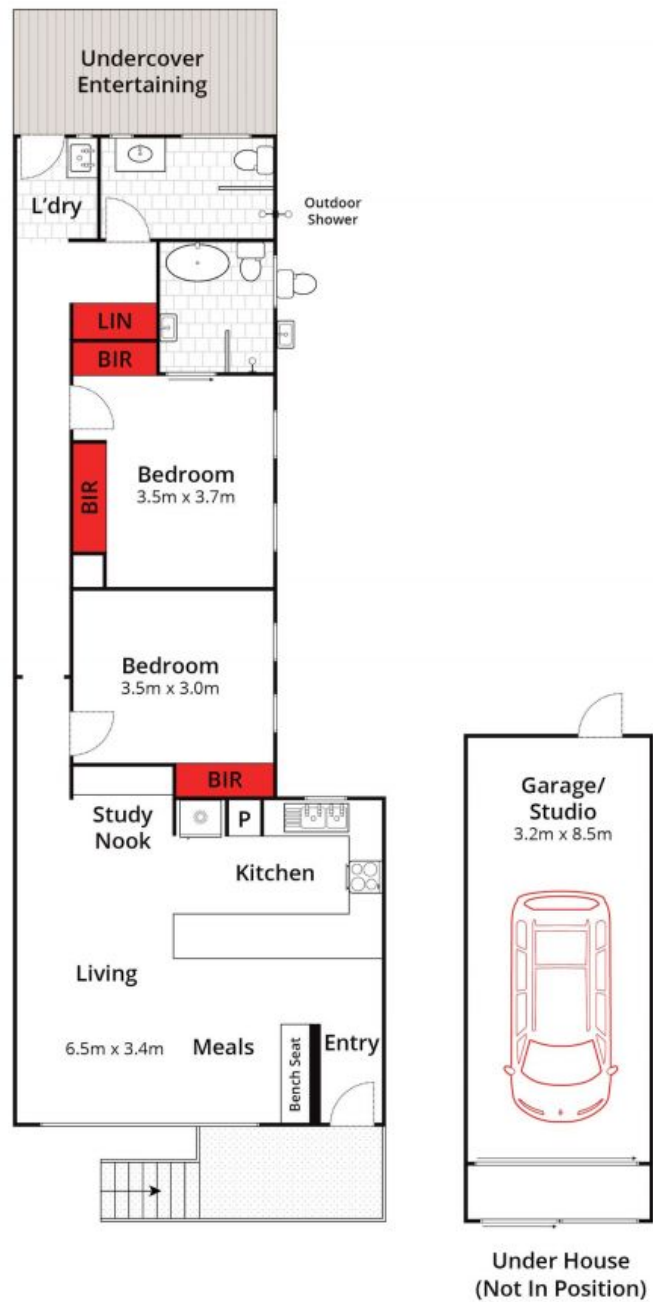 Undercover
Entertaining
L'dry
Outdoor
Shower
LIN
BIR
BIR
Bedroom
3.5m x 3.7m
Bedroom
3.5m x 3.0m
BIR
Study
Nook
P
Kitchen
Living
6.5m x 3.4m
Meals
Bench Seat
Entry
Garage/
Studio
3.2m x 8.5m
Under House
(Not In Position)